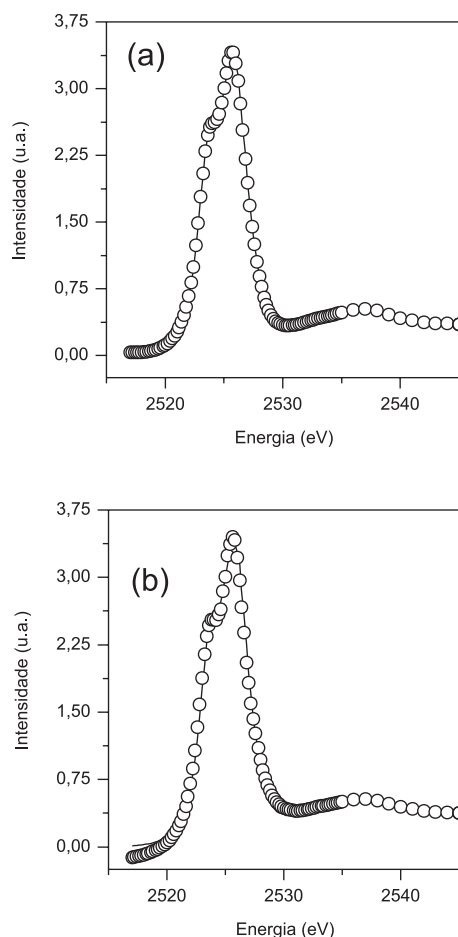 (a)
3,75
3,00
2,25
1,50
0,75
0,00
Intensidade (u.a.)
2520 2530 2540
Energia (eV)
(b)
3,75
3,00
2,25
1,50
0,75
0,00
Intensidade (u.a.)
2520 2530 2540
Energia (eV)